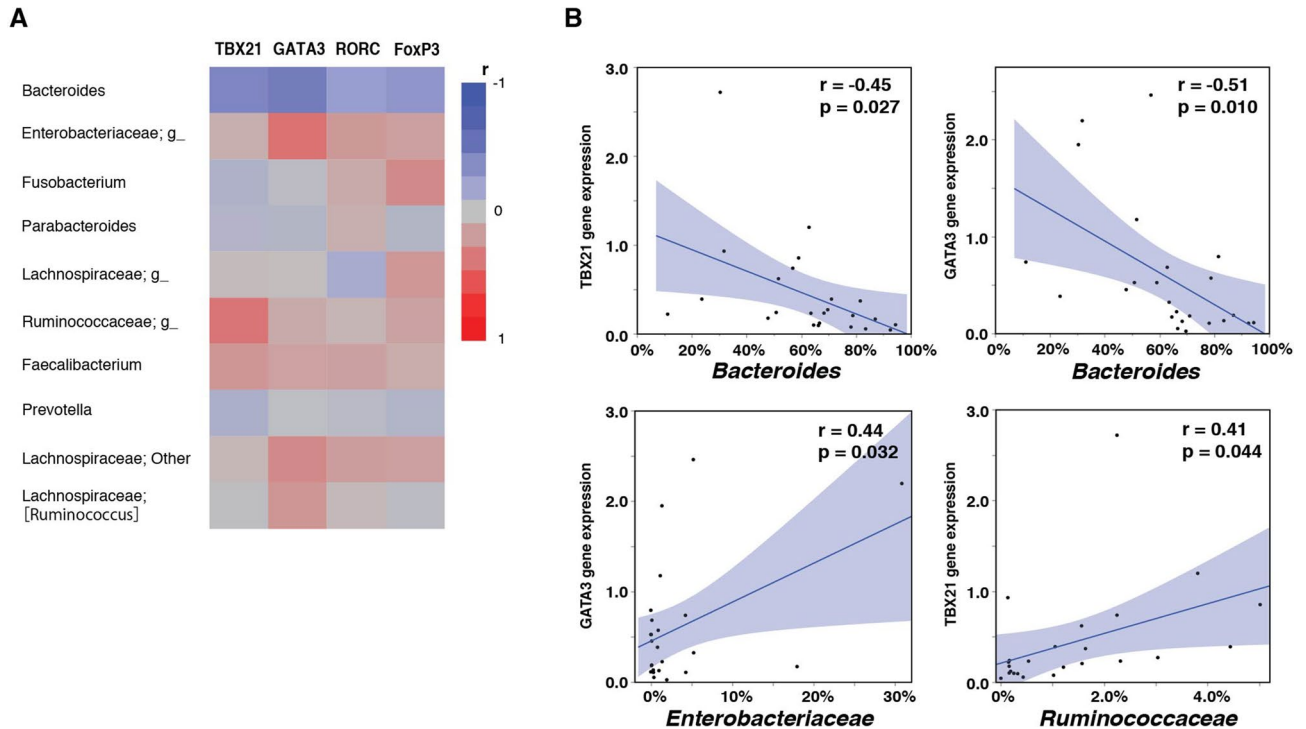 A
TBX21 GATA3 RORC FoxP3
r
Bacteroides
Enterobacteriaceae; g_
Fusobacterium
Parabacteroides
Lachnospiraceae; g_
Ruminococcaceae; g_
Faecalibacterium
Prevotella
Lachnospiraceae; Other
Lachnospiraceae;
[Ruminococcus]
-1
0
1
B
TBX21 gene expression
3.0
2.0
1.0
0.0
r = -0.45
p = 0.027
0% 20% 40% 60% 80% 100%
Bacteroides
GATA3 gene expression
2.0
1.0
0.0
r = -0.51
p = 0.010
0% 20% 40% 60% 80% 100%
Bacteroides
GATA3 gene expression
3.0
2.0
1.0
0.0
r = 0.44
p = 0.032
0% 10% 20% 30%
Enterobacteriaceae
TBX21 gene expression
3.0
2.0
1.0
0.0
r = 0.41
p = 0.044
0% 2.0% 4.0%
Ruminococcaceae